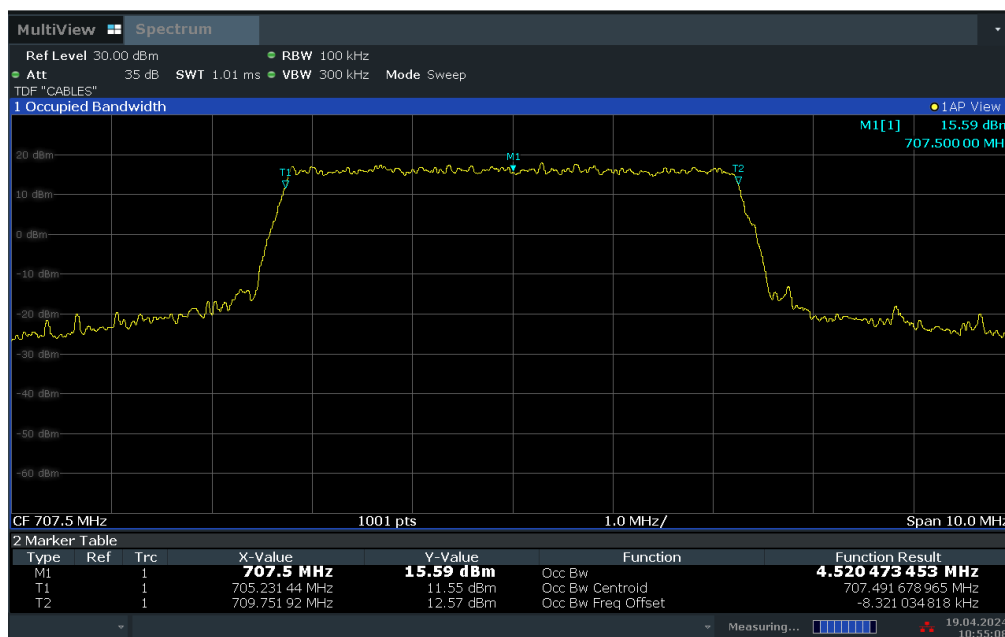 MultiView Spectrum
Ref Level 30.00 dBm RBW 100 kHz
Att 35 dB SWT 1.01 ms VBW 300 kHz Mode Sweep
TDF "CABLES"
1 Occupied Bandwidth 1AP View
M1[1] 15.59 dBm
707.500 00 MH
20 dBm
M1
T1
T2
10 dBm
0 dBm
-10 dBm
-20 dBm
-30 dBm
-40 dBm
-50 dBm
-60 dBm
CF 707.5 MHz 1001 pts 1.0 MHz/ Span 10.0 MHz
2 Marker Table
Type Ref Trc X-Value Y-Value Function Function Result
M1 1 707.5 MHz 15.59 dBm Occ Bw 4.520 473 453 MHz
T1 1 705.231 44 MHz 11.55 dBm Occ Bw Centroid 707.491 678 965 MHz
T2 1 709.751 92 MHz 12.57 dBm Occ Bw Freq Offset -8.321 034 818 kHz
Measuring... 19.04.2024
10:55:0